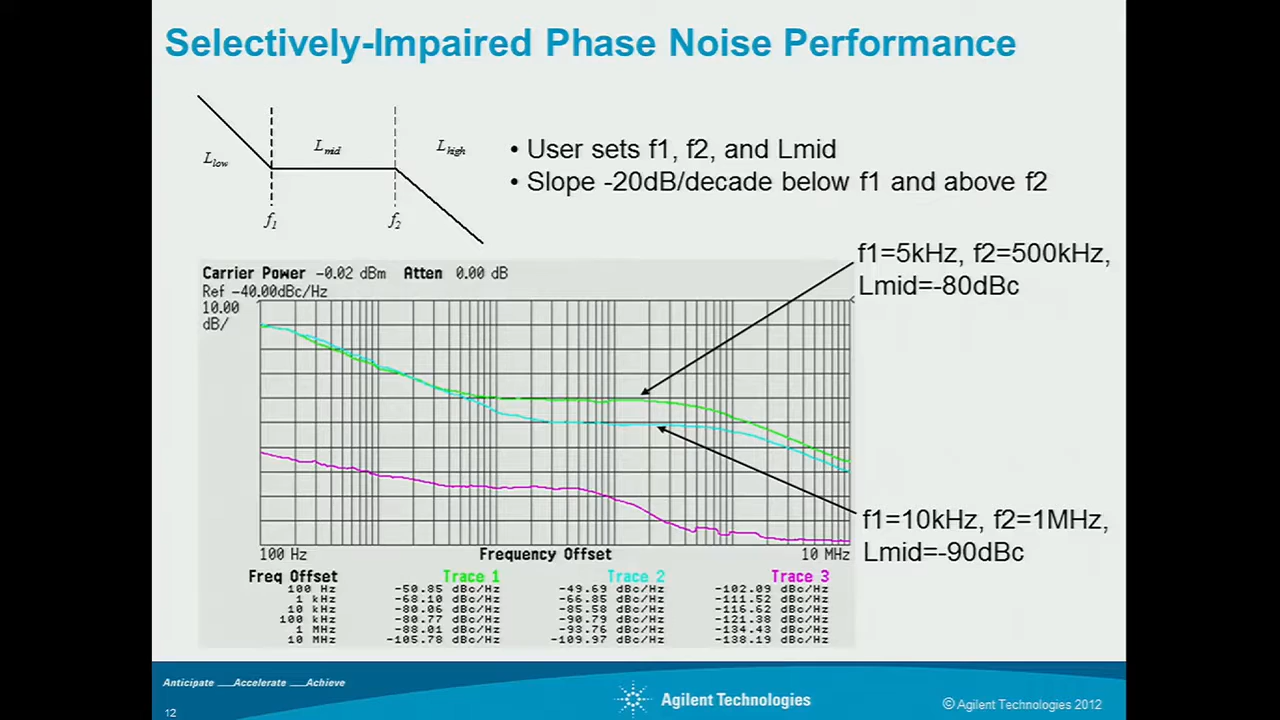 Selectively-Impaired Phase Noise Performance
Llow
Lmid
Lhigh
f1
f2
• User sets f1, f2, and Lmid
• Slope -20dB/decade below f1 and above f2
f1=5kHz, f2=500kHz,
Lmid=-80dBc
Carrier Power -0.02 dBm Atten 0.00 dB
Ref -40.00dBc/Hz
10.00
dB/
f1=10kHz, f2=1MHz,
Lmid=-90dBc
100 Hz Frequency Offset 10 MHz
Freq Offset Trace 1 Trace 2 Trace 3
100 Hz -50.85 dBc/Hz -49.69 dBc/Hz -102.09 dBc/Hz
1 kHz -68.10 dBc/Hz -66.85 dBc/Hz -111.52 dBc/Hz
10 kHz -80.06 dBc/Hz -85.58 dBc/Hz -116.62 dBc/Hz
100 kHz -80.77 dBc/Hz -90.79 dBc/Hz -121.38 dBc/Hz
1 MHz -88.01 dBc/Hz -93.76 dBc/Hz -134.43 dBc/Hz
10 MHz -105.78 dBc/Hz -109.97 dBc/Hz -138.19 dBc/Hz
Anticipate ___Accelerate ___Achieve
Agilent Technologies
© Agilent Technologies 2012
12